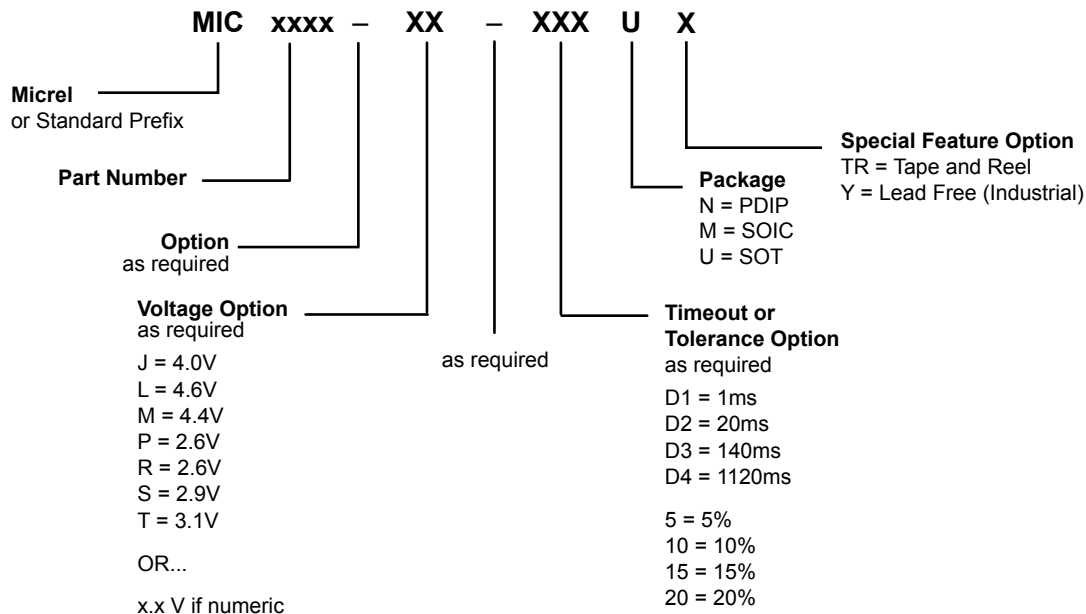 MIC xxxx – XX – XXX U X
Micrel
or Standard Prefix
Part Number
Option
as required
Voltage Option
as required
J = 4.0V
L = 4.6V
M = 4.4V
P = 2.6V
R = 2.6V
S = 2.9V
T = 3.1V
OR...
x.x V if numeric
as required
Timeout or
Tolerance Option
as required
D1 = 1ms
D2 = 20ms
D3 = 140ms
D4 = 1120ms
5 = 5%
10 = 10%
15 = 15%
20 = 20%
Package
N = PDIP
M = SOIC
U = SOT
Special Feature Option
TR = Tape and Reel
Y = Lead Free (Industrial)